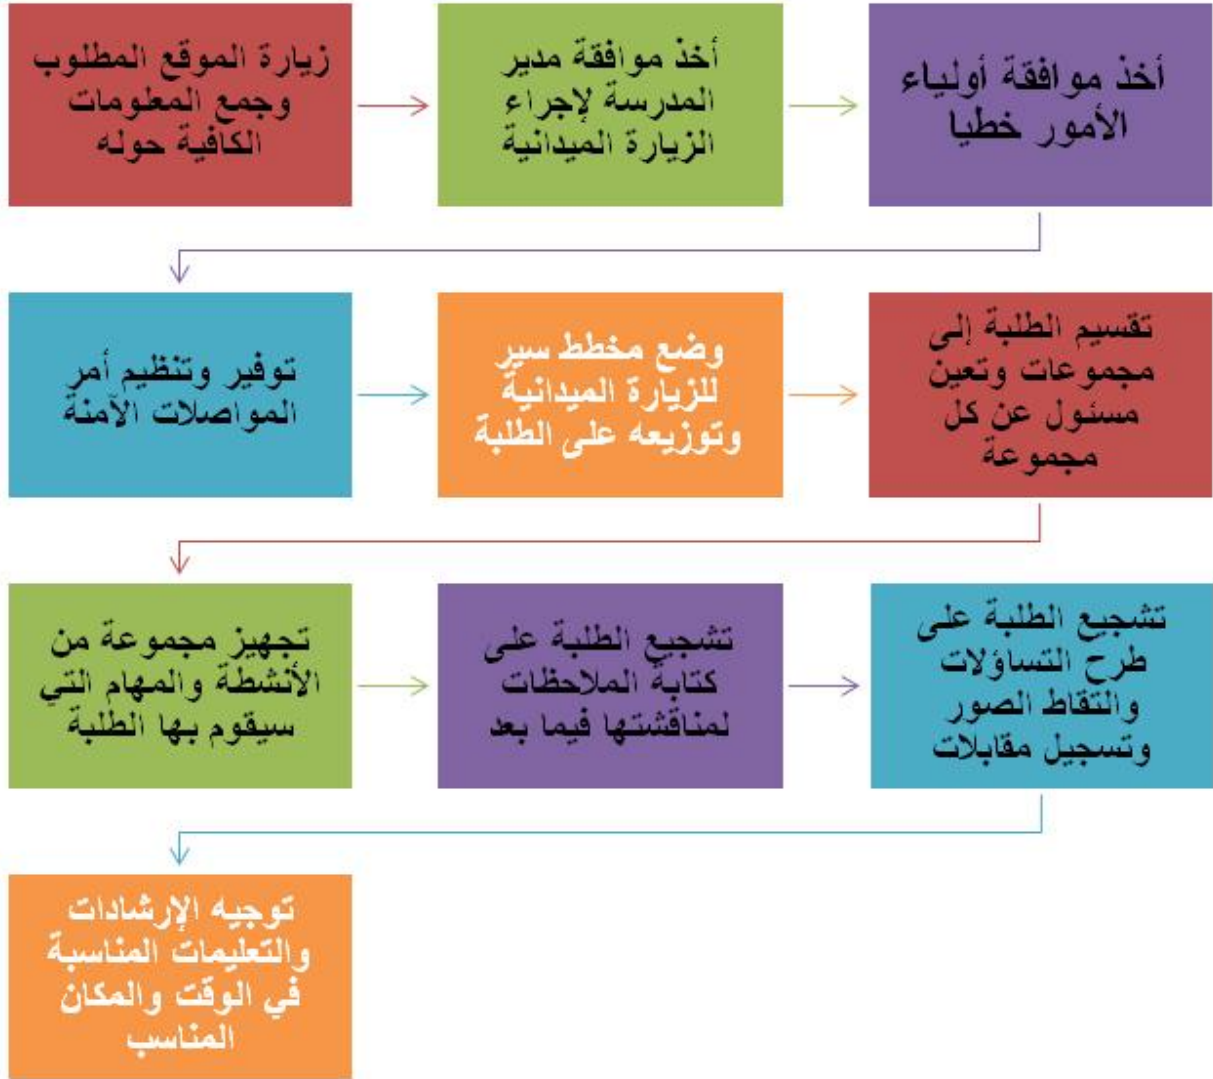 زيارة الموقع المطلوب
وجمع المعلومات
الكافية حوله
أخذ موافقة مدير
المدرسة لإجراء
الزيارة الميدانية
أخذ موافقة أولياء
الأمور خطيا
توفير وتنظيم أمر
المواصلات الآمنة
وضع مخطط سير
للزيارة الميدانية
وتوزيعه على الطلبة
تقسيم الطلبة إلى
مجموعات وتعين
مسئول عن كل
مجموعة
تجهيز مجموعة من
الأنشطة والمهام التي
سيقوم بها الطلبة
تشجيع الطلبة على
كتابة الملاحظات
لمناقشتها فيما بعد
تشجيع الطلبة على
طرح التساؤلات
والتقاط الصور
وتسجيل مقابلات
توجيه الإرشادات
والتعليمات المناسبة
في الوقت والمكان
المناسب